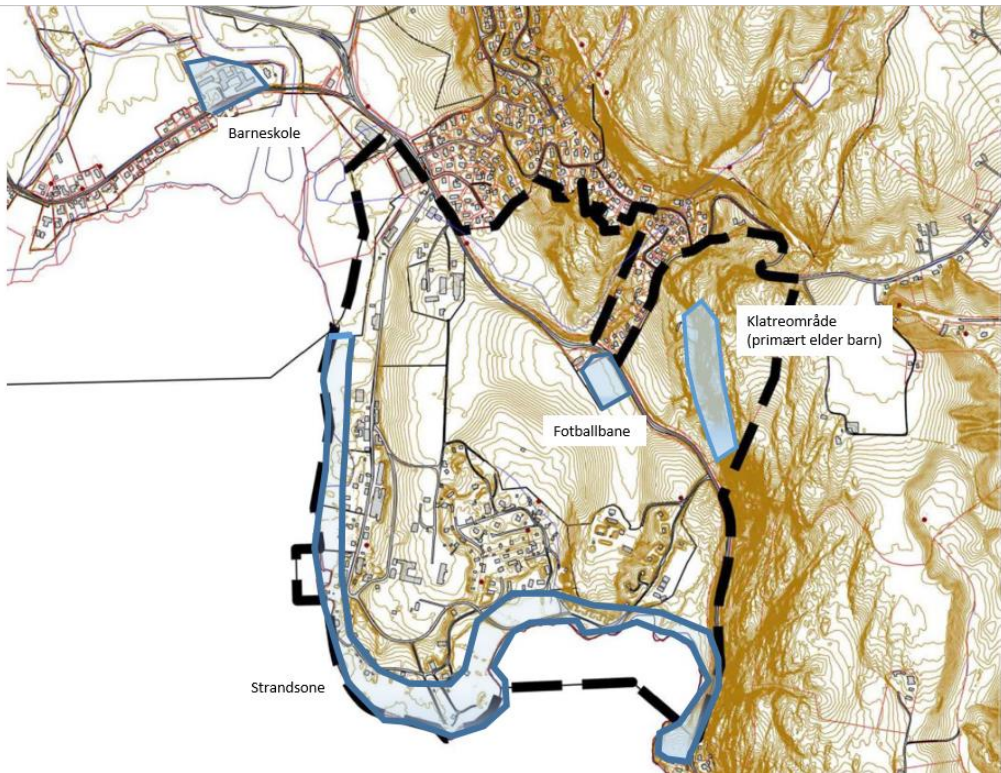 Barneskole
Klatreområde
(primært elder barn)
Fotballbane
Strandsone